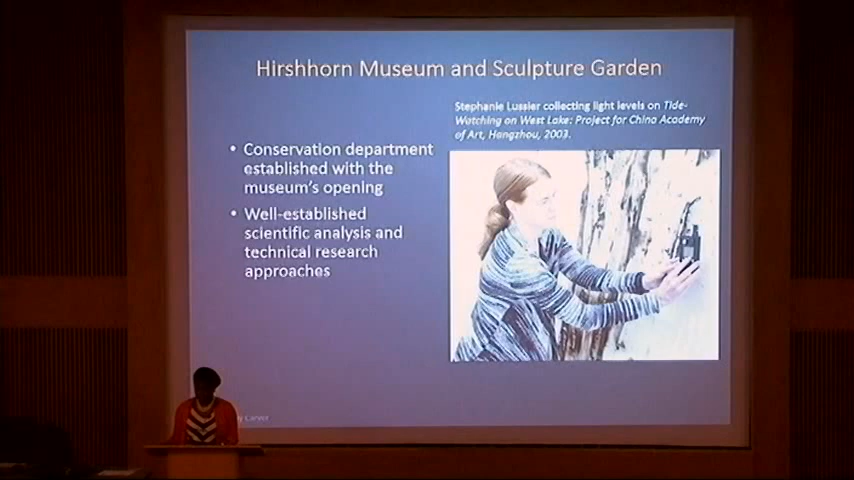 Hirshhorn Museum and Sculpture Garden
Stephanie Lussier collecting light levels on Tide-
Watching on West Lake: Project for China Academy
of Art, Hangzhou, 2003.
• Conservation department
established with the
museum's opening
• Well-established
scientific analysis and
technical research
approaches
Carver